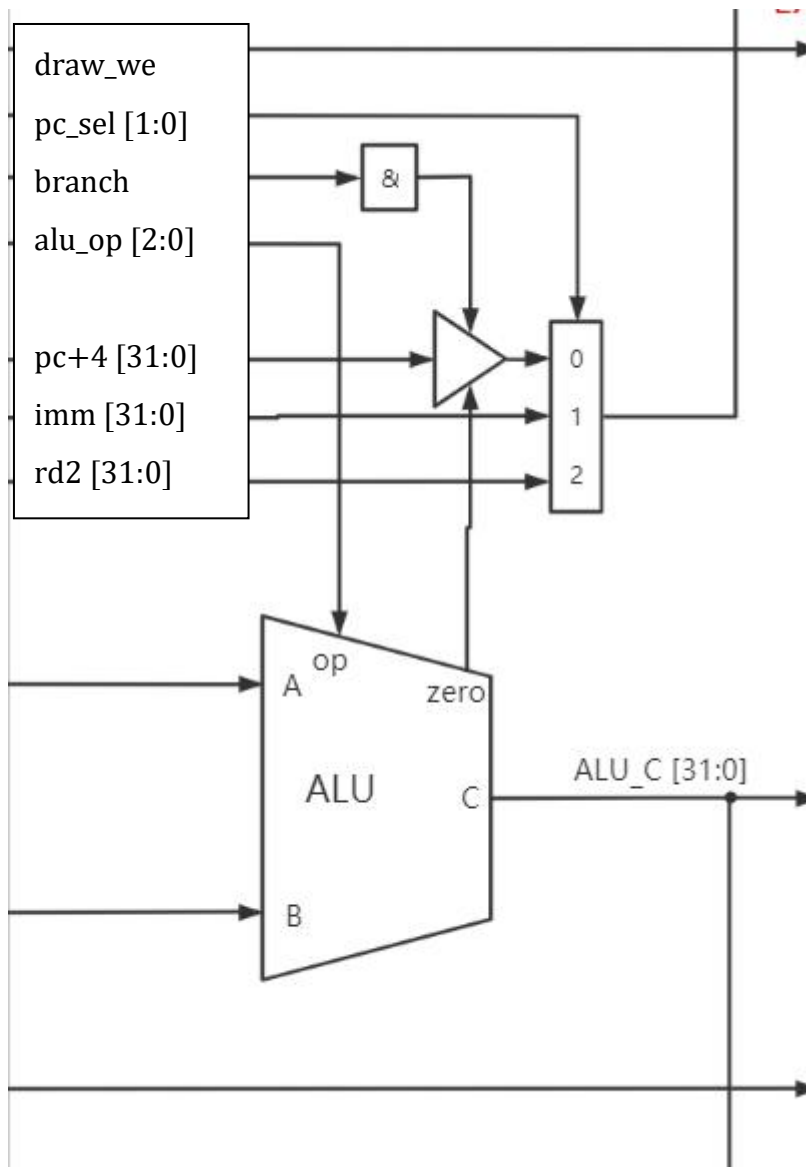 draw_we
pc_sel [1:0]
branch
&
alu_op [2:0]
pc+4 [31:0]
0
imm [31:0]
1
rd2 [31:0]
2
op
A
zero
ALU
C
ALU_C [31:0]
B